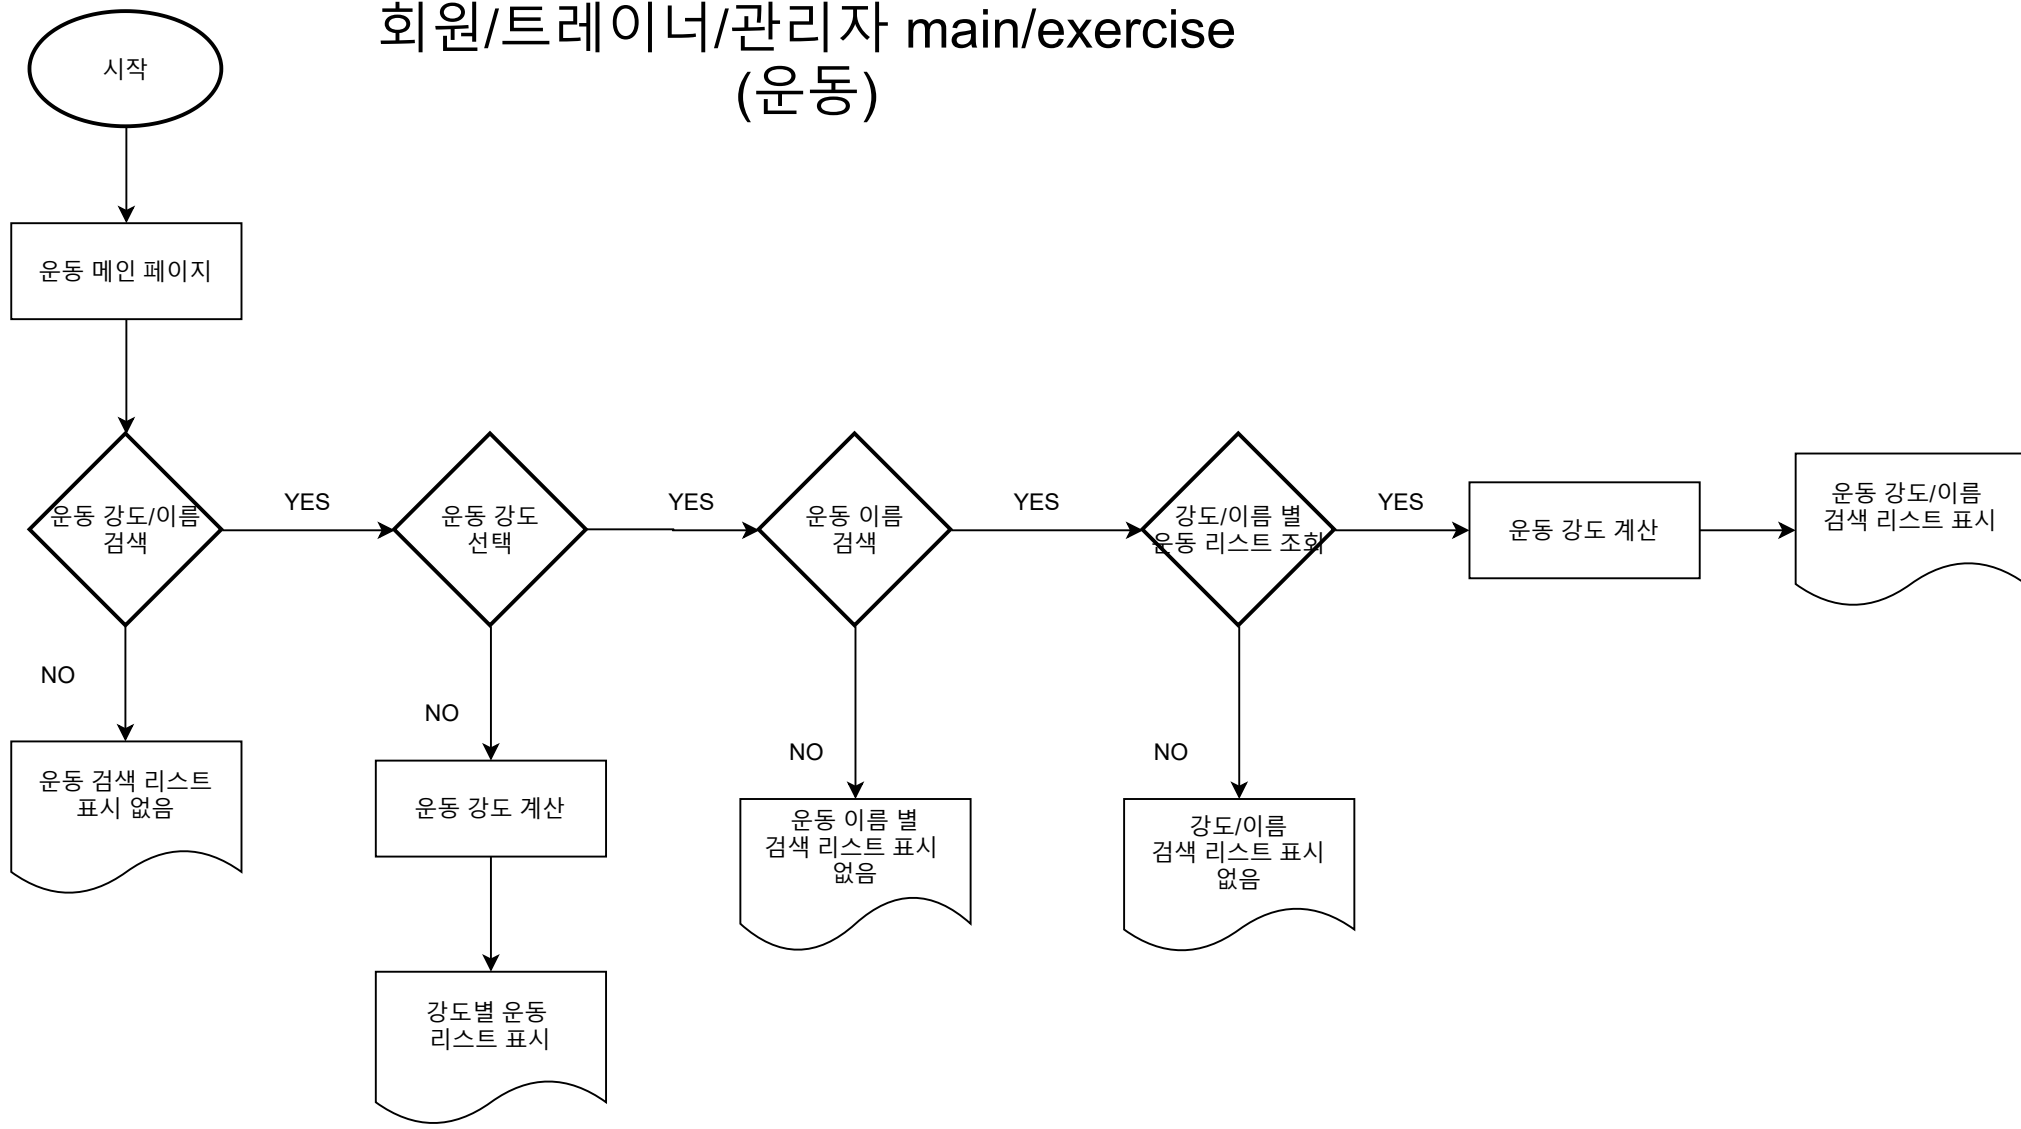 회원/트레이너/관리자 main/exercise
(운동)
시작
운동 메인 페이지
운동 강도/이름
검색
YES
운동 강도
선택
YES
운동 이름
검색
YES
강도/이름 별
운동 리스트 조회
YES
운동 강도 계산
운동 강도/이름
검색 리스트 표시
NO
운동 검색 리스트
표시 없음
NO
운동 강도 계산
강도별 운동
리스트 표시
NO
운동 이름 별
검색 리스트 표시
없음
NO
강도/이름
검색 리스트 표시
없음